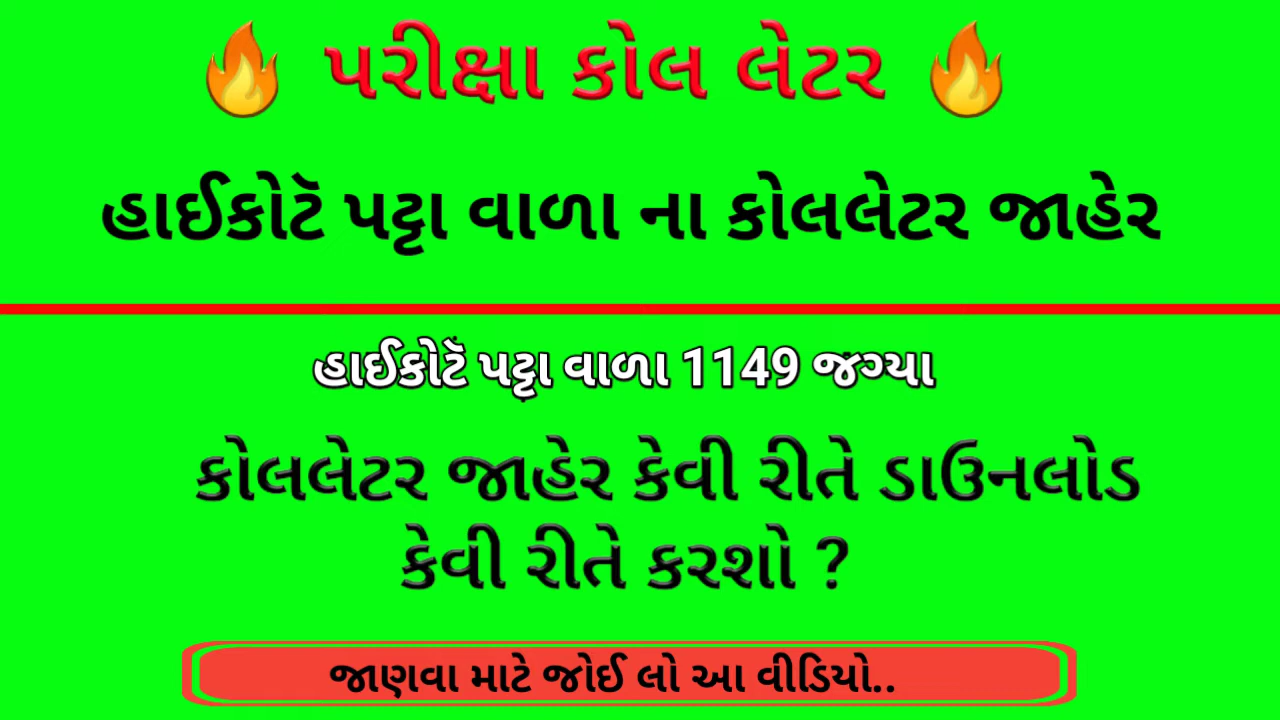 🔥 પરીક્ષા કોલ લેટર 🔥
હાઈકોટૅ પટ્ટા વાળા ના કોલલેટર જાહેર
હાઈકોટૅ પટ્ટા વાળા 1149 જગ્યા
કોલલેટર જાહેર કેવી રીતે ડાઉનલોડ
કેવી રીતે કરશો ?
જાણવા માટે જોઈ લો આ વીડિયો..